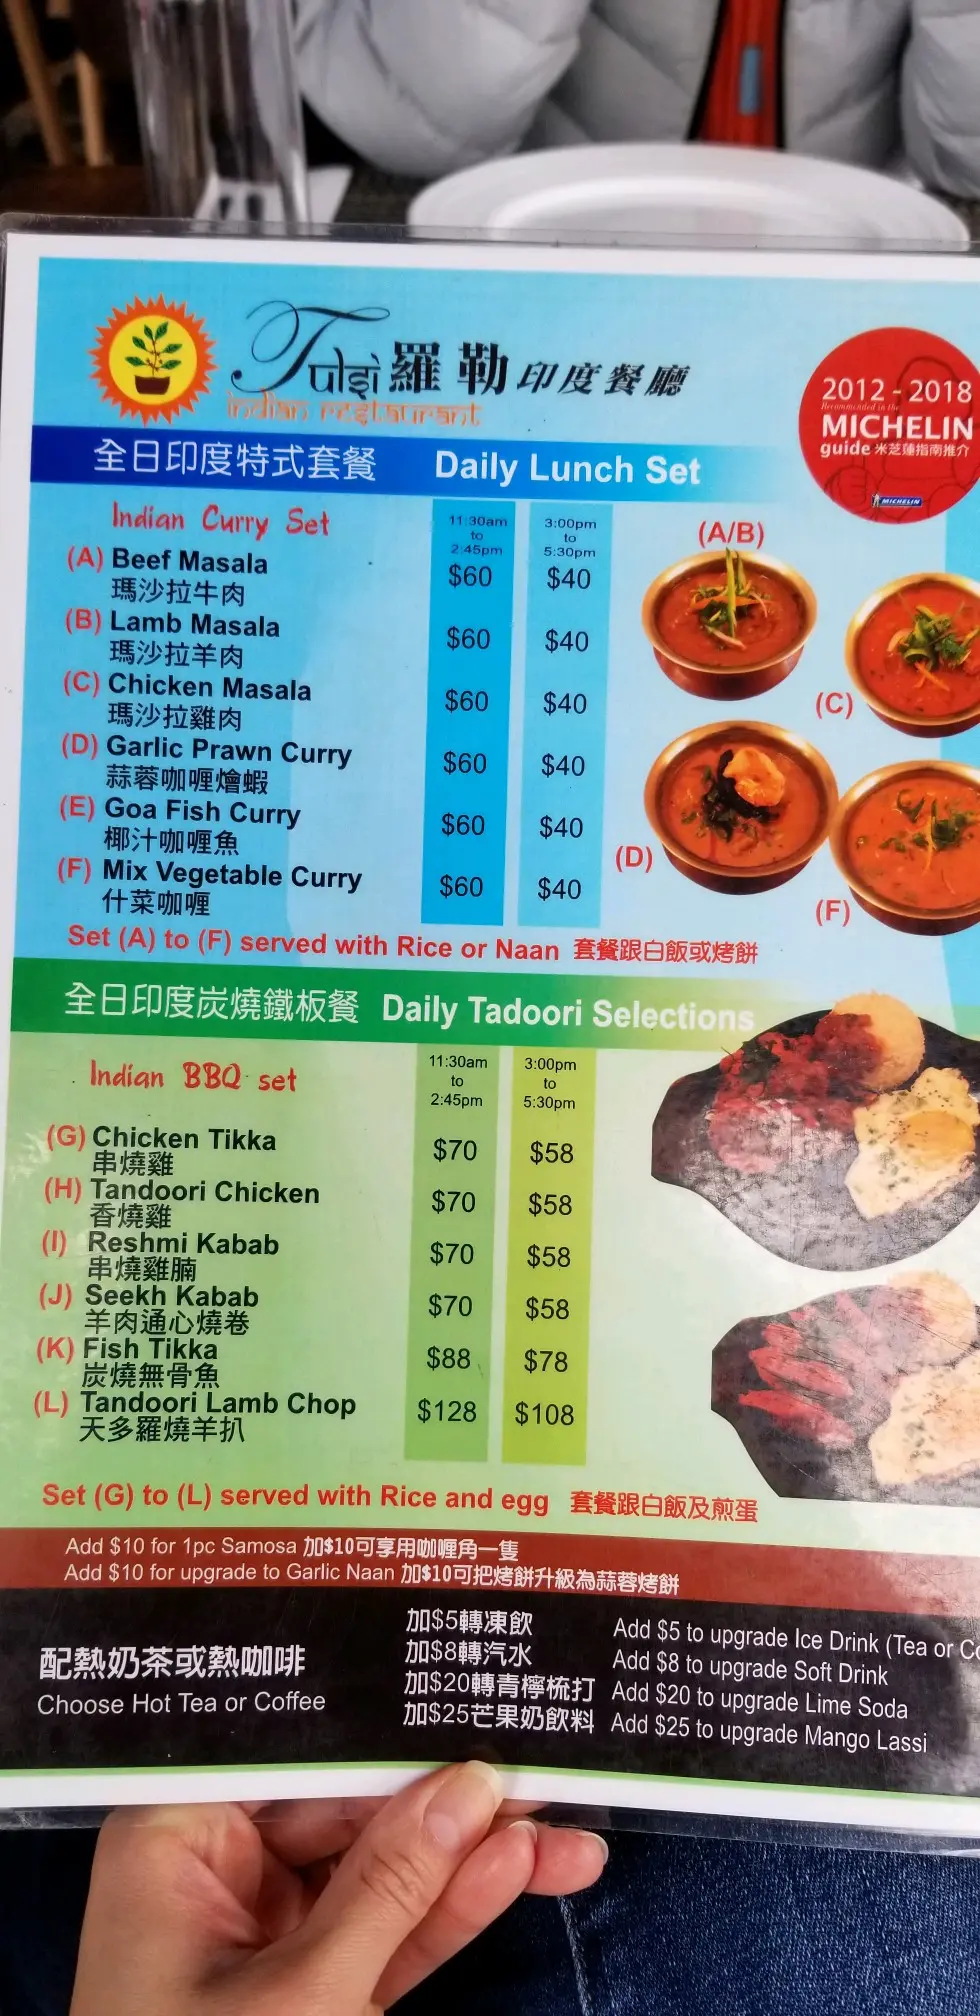 Tulsi 羅勒印度餐廳
indian restaurant
2012 - 2018
Recommended in the
MICHELIN
guide 米芝蓮指南推介
MICHELIN
全日印度特式套餐 Daily Lunch Set
Indian Curry Set
11:30am to 2:45pm
3:00pm to 5:30pm
(A) Beef Masala $60 $40
瑪沙拉牛肉
(B) Lamb Masala $60 $40
瑪沙拉羊肉
(C) Chicken Masala $60 $40
瑪沙拉雞肉
(D) Garlic Prawn Curry $60 $40
蒜蓉咖喱燴蝦
(E) Goa Fish Curry $60 $40
椰汁咖喱魚
(F) Mix Vegetable Curry $60 $40
什菜咖喱
(A/B)
(C)
(D)
(F)
Set (A) to (F) served with Rice or Naan 套餐跟白飯或烤餅
全日印度炭燒鐵板餐 Daily Tadoori Selections
Indian BBQ set
11:30am to 2:45pm
3:00pm to 5:30pm
(G) Chicken Tikka $70 $58
串燒雞
(H) Tandoori Chicken $70 $58
香燒雞
(I) Reshmi Kabab $70 $58
串燒雞腩
(J) Seekh Kabab $70 $58
羊肉通心燒卷
(K) Fish Tikka $88 $78
炭燒無骨魚
(L) Tandoori Lamb Chop $128 $108
天多羅燒羊扒
Set (G) to (L) served with Rice and egg 套餐跟白飯及煎蛋
Add $10 for 1pc Samosa 加$10可享用咖喱角一隻
Add $10 for upgrade to Garlic Naan 加$10可把烤餅升級為蒜蓉烤餅
配熱奶茶或熱咖啡
Choose Hot Tea or Coffee
加$5轉凍飲 Add $5 to upgrade Ice Drink (Tea or
加$8轉汽水 Add $8 to upgrade Soft Drink
加$20轉青檸梳打 Add $20 to upgrade Lime Soda
加$25芒果奶飲料 Add $25 to upgrade Mango Lassi